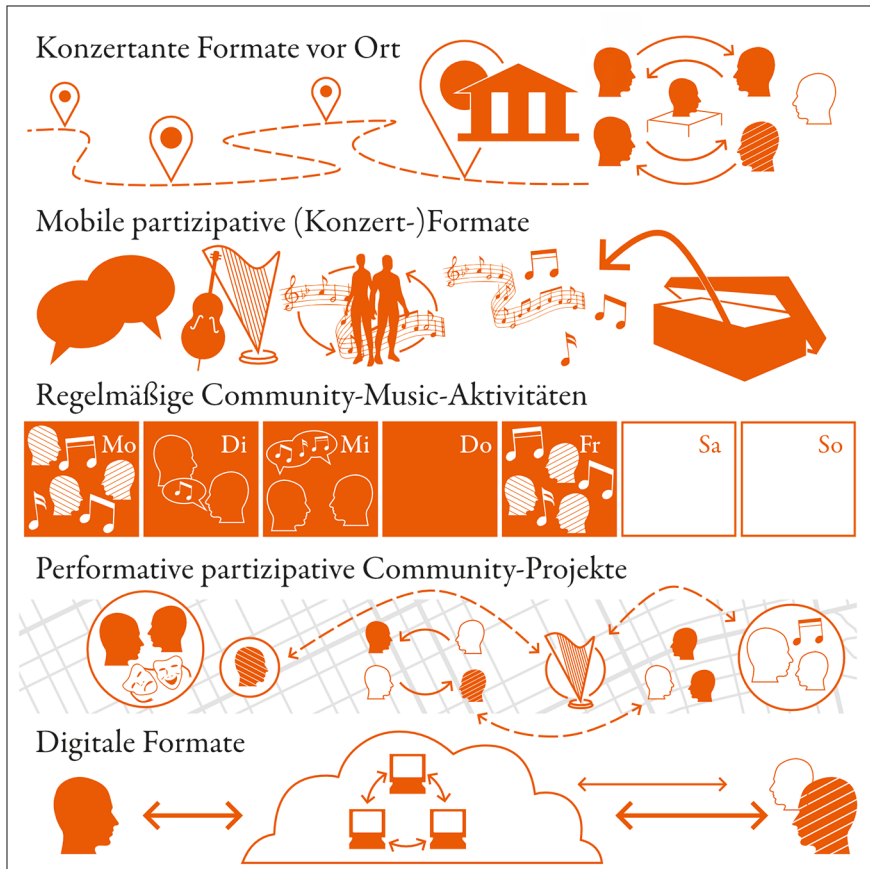 Konzertante Formate vor Ort
Mobile partizipative (Konzert-)Formate
Regelmäßige Community-Music-Aktivitäten
Mo Di Mi Do Fr Sa So
Performative partizipative Community-Projekte
Digitale Formate